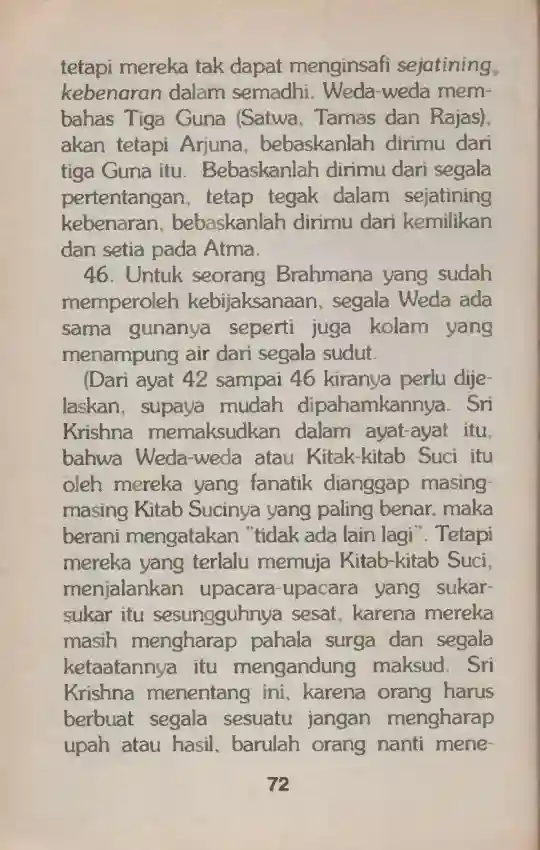 tetapi mereka tak dapat menginsafi sejatining
kebenaran dalam semadhi. Weda-weda mem-
bahas Tiga Guna (Satwa, Tamas dan Rajas),
akan tetapi Arjuna, bebaskanlah dirimu dari
tiga Guna itu. Bebaskanlah dirimu dari segala
pertentangan, tetap tegak dalam sejatining
kebenaran, bebaskanlah dirimu dari kemilikan
dan setia pada Atma.
46. Untuk seorang Brahmana yang sudah
memperoleh kebijaksanaan, segala Weda ada
sama gunanya seperti juga kolam yang
menampung air dari segala sudut.
(Dari ayat 42 sampai 46 kiranya perlu dije-
laskan, supaya mudah dipahamkannya. Sri
Krishna memaksudkan dalam ayat-ayat itu,
bahwa Weda-weda atau Kitak-kitab Suci itu
oleh mereka yang fanatik dianggap masing-
masing Kitab Sucinya yang paling benar, maka
berani mengatakan "tidak ada lain lagi". Tetapi
mereka yang terlalu memuja Kitab-kitab Suci,
menjalankan upacara-upacara yang sukar-
sukar itu sesungguhnya sesat, karena mereka
masih mengharap pahala surga dan segala
ketaatannya itu mengandung maksud. Sri
Krishna menentang ini, karena orang harus
berbuat segala sesuatu jangan mengharap
upah atau hasil, barulah orang nanti mene-
72